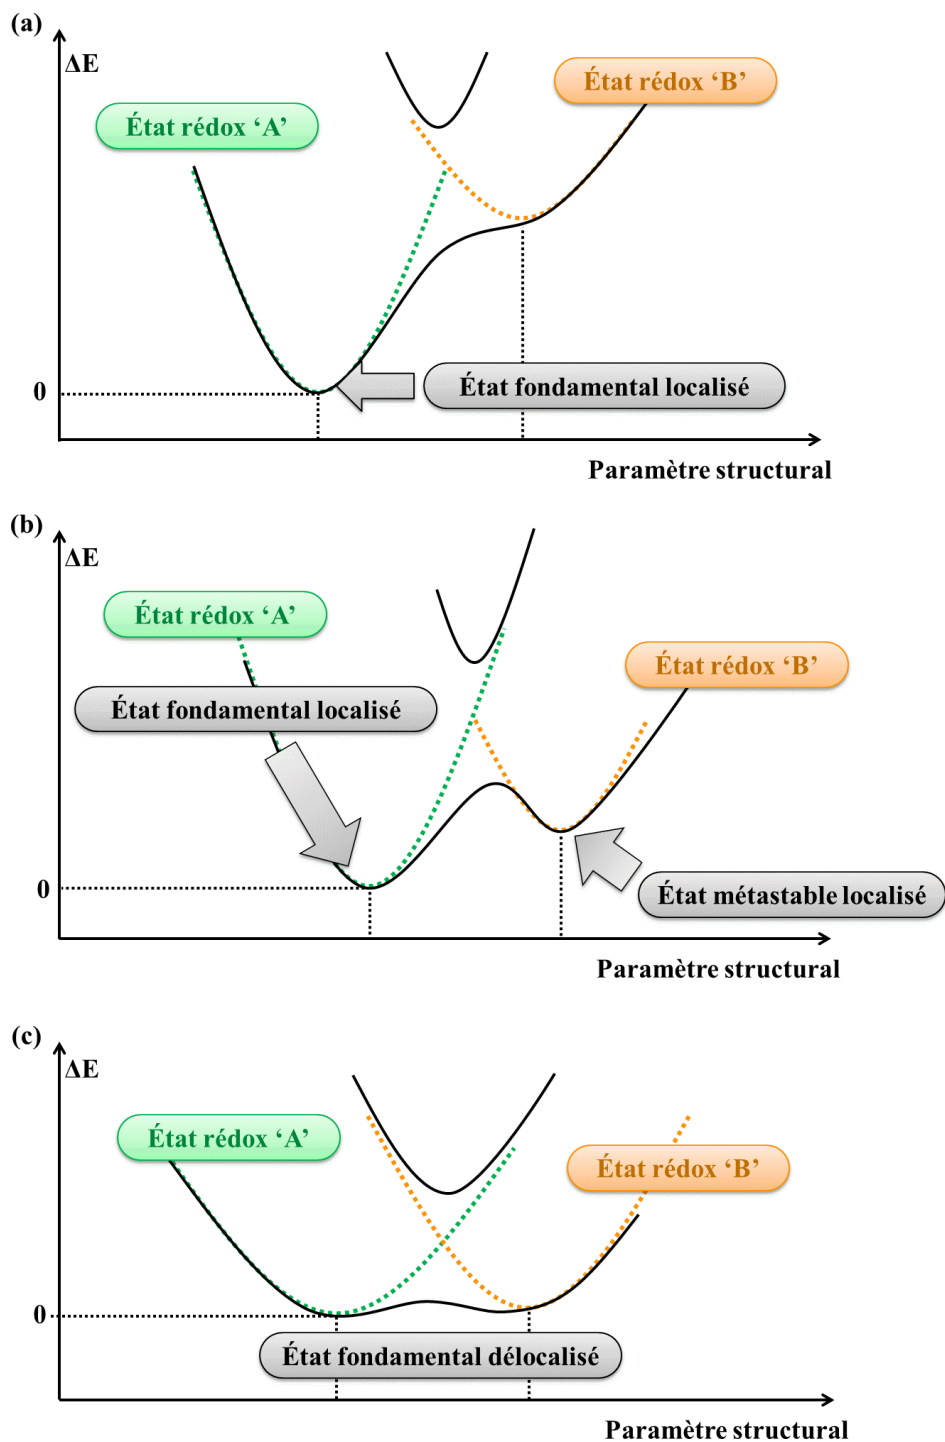 (a)
ΔE
État rédox ‘B’
État rédox ‘A’
État fondamental localisé
0
Paramètre structural
(b)
ΔE
État rédox ‘A’
État rédox ‘B’
État fondamental localisé
0
État métastable localisé
Paramètre structural
(c)
ΔE
État rédox ‘A’
État rédox ‘B’
0
État fondamental délocalisé
Paramètre structural